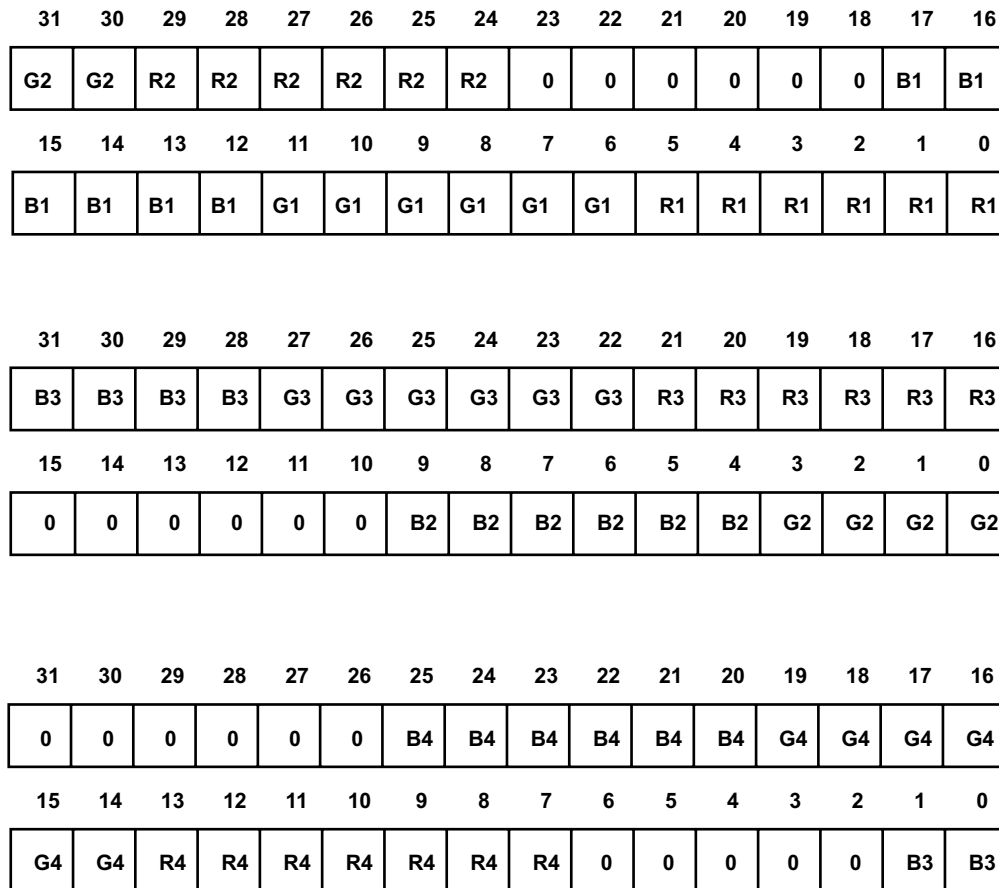 31 30 29 28 27 26 25 24 23 22 21 20 19 18 17 16
G2 G2 R2 R2 R2 R2 R2 R2 0 0 0 0 0 0 B1 B1
15 14 13 12 11 10 9 8 7 6 5 4 3 2 1 0
B1 B1 B1 B1 G1 G1 G1 G1 G1 G1 R1 R1 R1 R1 R1 R1
31 30 29 28 27 26 25 24 23 22 21 20 19 18 17 16
B3 B3 B3 B3 G3 G3 G3 G3 G3 G3 R3 R3 R3 R3 R3 R3
15 14 13 12 11 10 9 8 7 6 5 4 3 2 1 0
0 0 0 0 0 0 B2 B2 B2 B2 B2 B2 G2 G2 G2 G2
31 30 29 28 27 26 25 24 23 22 21 20 19 18 17 16
0 0 0 0 0 0 B4 B4 B4 B4 B4 B4 G4 G4 G4 G4
15 14 13 12 11 10 9 8 7 6 5 4 3 2 1 0
G4 G4 R4 R4 R4 R4 R4 R4 R4 0 0 0 0 0 B3 B3